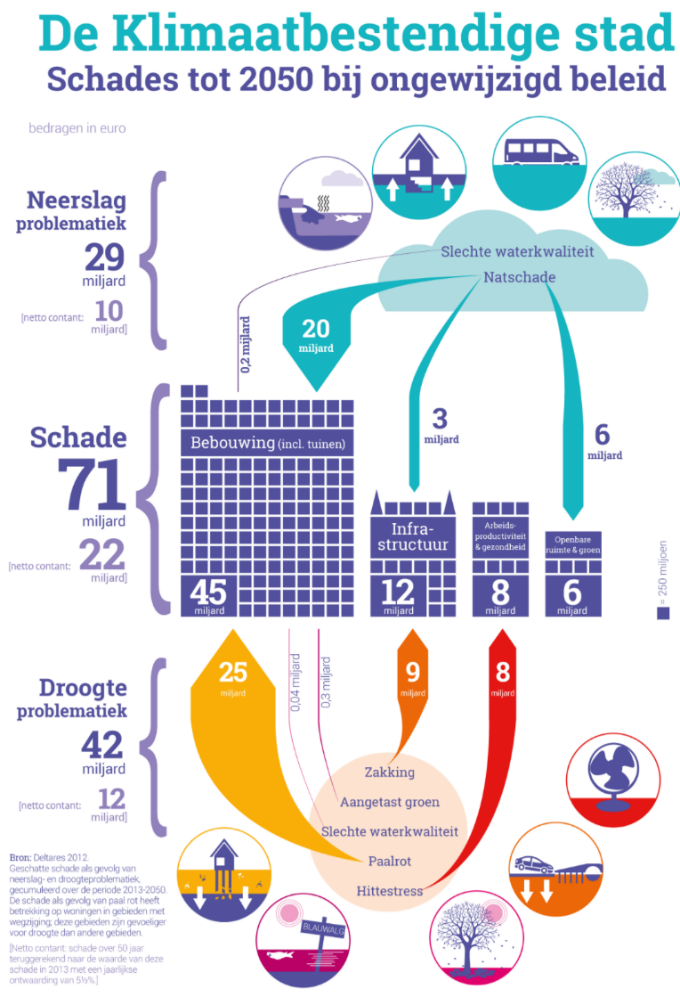 De Klimaatbestendige stad
Schades tot 2050 bij ongewijzigd beleid
bedragen in euro
Neerslag
problematiek
29
miljard
[netto contant: 10
miljard]
Slechte waterkwaliteit
Natschade
0,2 mijlard
20
miljard
3
miljard
6
miljard
Schade
71
miljard
[netto contant: 22
miljard]
Bebouwing (incl. tuinen)
45
miljard
Infra-
structuur
12
miljard
Arbeids-
productiviteit
& gezondheid
8
miljard
Openbare
ruimte & groen
6
miljard
= 250 miljoen
Droogte
problematiek
42
miljard
[netto contant: 12
miljard]
25
miljard
0,04 miljard
0,3 miljard
9
miljard
8
miljard
Zakking
Aangetast groen
Slechte waterkwaliteit
Paalrot
Hittestress
BLAUWALG
Bron: Deltares 2012.
Geschatte schade als gevolg van
neerslag- en droogteproblematiek,
gecumuleerd over de periode 2013-2050.
De schade als gevolg van paal rot heeft
betrekking op woningen in gebieden met
wegzijging; deze gebieden zijn gevoeliger
voor droogte dan andere gebieden.
[Netto contant: schade over 50 jaar
teruggerekend naar de waarde van deze
schade in 2013 met een jaarlijkse
ontwaarding van 5½%.]